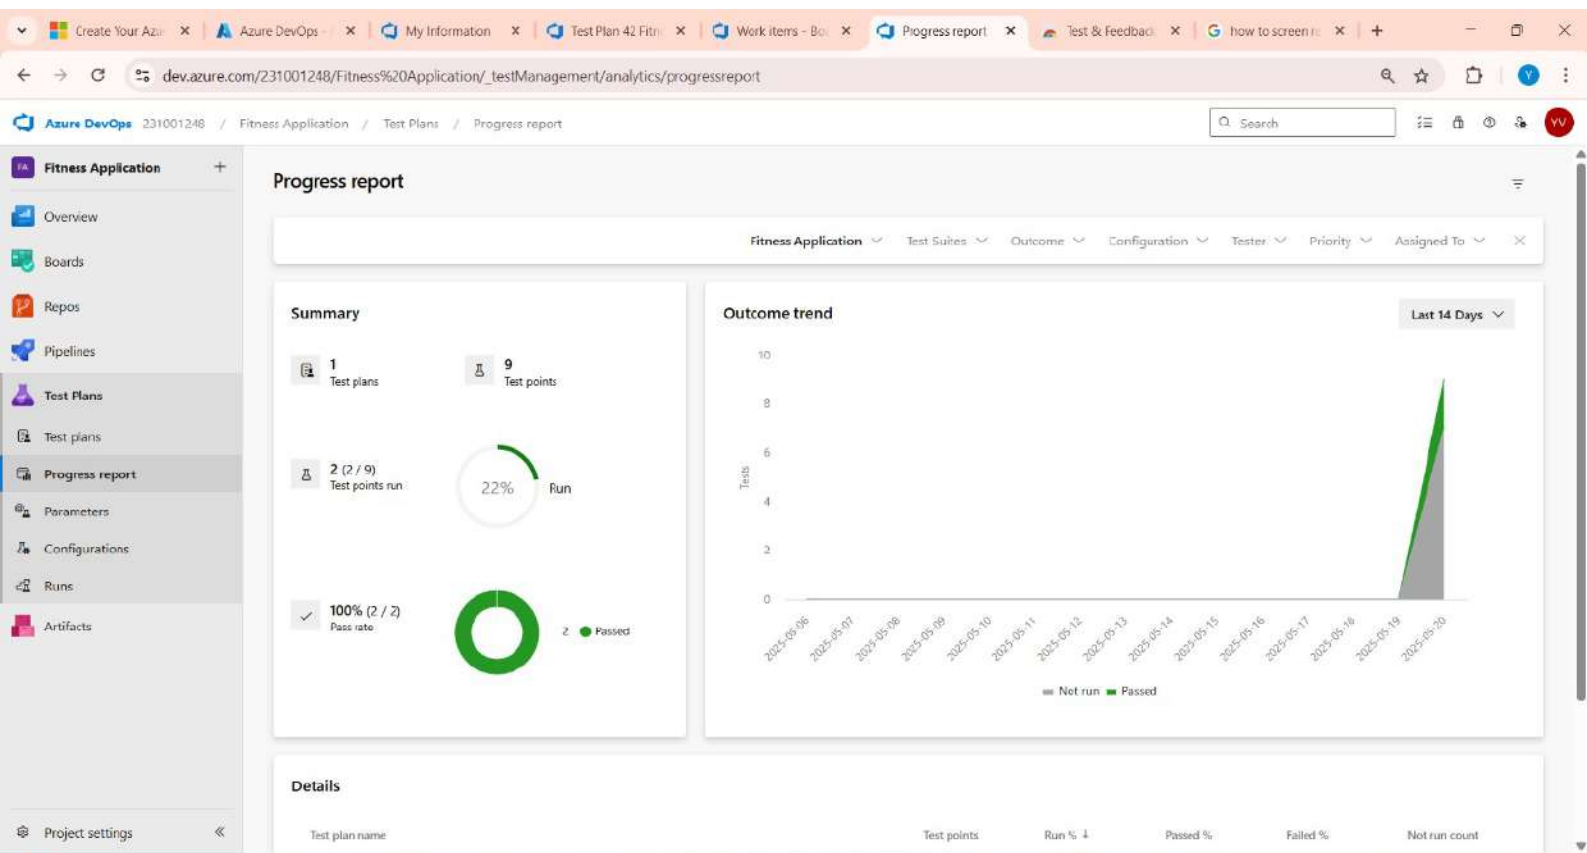 Create Your Azu
Azure DevOps -
My Information
Test Plan 42 Fitn
Work items - Boa
Progress report
Test & Feedback
how to screen re
dev.azure.com/231001248/Fitness%20Application/_testManagement/analytics/progressreport
Y
Azure DevOps 231001248 / Fitness Application / Test Plans / Progress report
Search
YV
FA Fitness Application +
Overview
Boards
Repos
Pipelines
Test Plans
Test plans
Progress report
Parameters
Configurations
Runs
Artifacts
Project settings
Progress report
Fitness Application Test Suites Outcome Configuration Tester Priority Assigned To
Summary
1
Test plans
9
Test points
2 (2 / 9)
Test points run
22%
Run
100% (2 / 2)
Pass rate
2 Passed
Outcome trend
Last 14 Days
10
8
6
4
2
0
Tests
2025-05-06
2025-05-07
2025-05-08
2025-05-09
2025-05-10
2025-05-11
2025-05-12
2025-05-13
2025-05-14
2025-05-15
2025-05-16
2025-05-17
2025-05-18
2025-05-19
2025-05-20
Not run Passed
Details
Test plan name Test points Run % ↓ Passed % Failed % Not run count